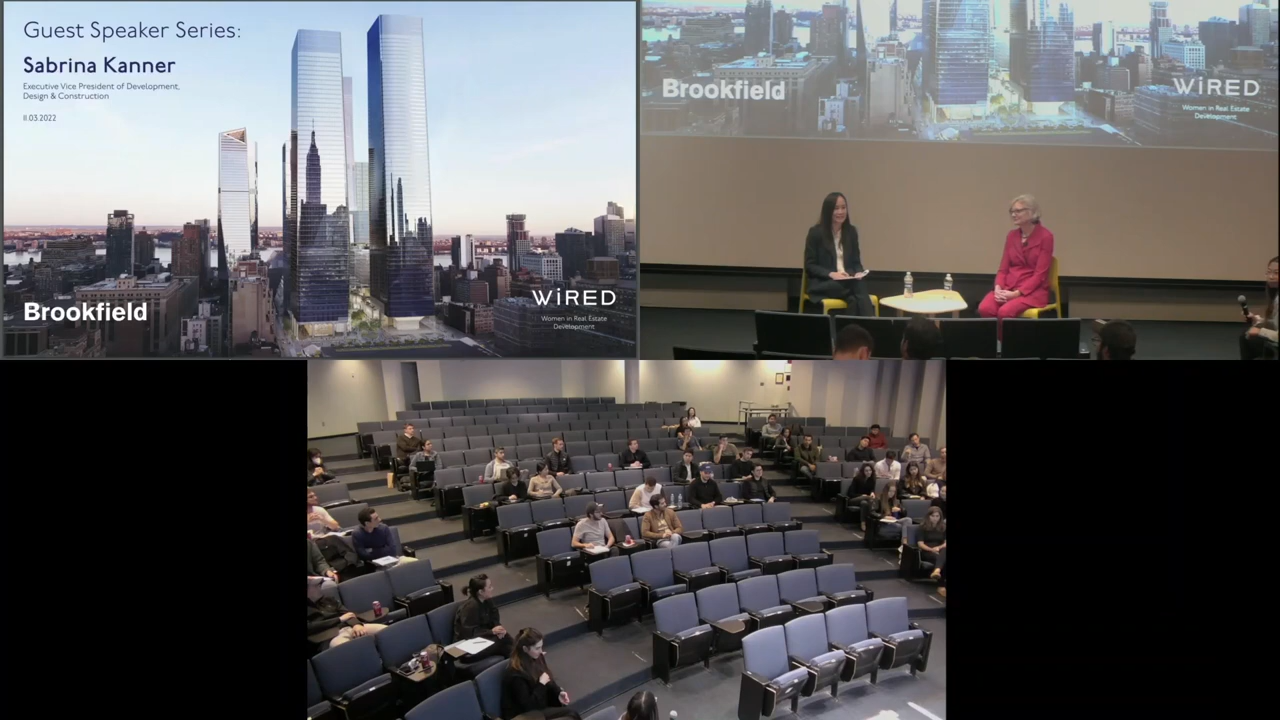 Guest Speaker Series:
Sabrina Kanner
Executive Vice President of Development,
Design & Construction
11.03.2022
Brookfield
WiRED
Women in Real Estate
Development
Brookfield
WiRED
Women in Real Estate
Development